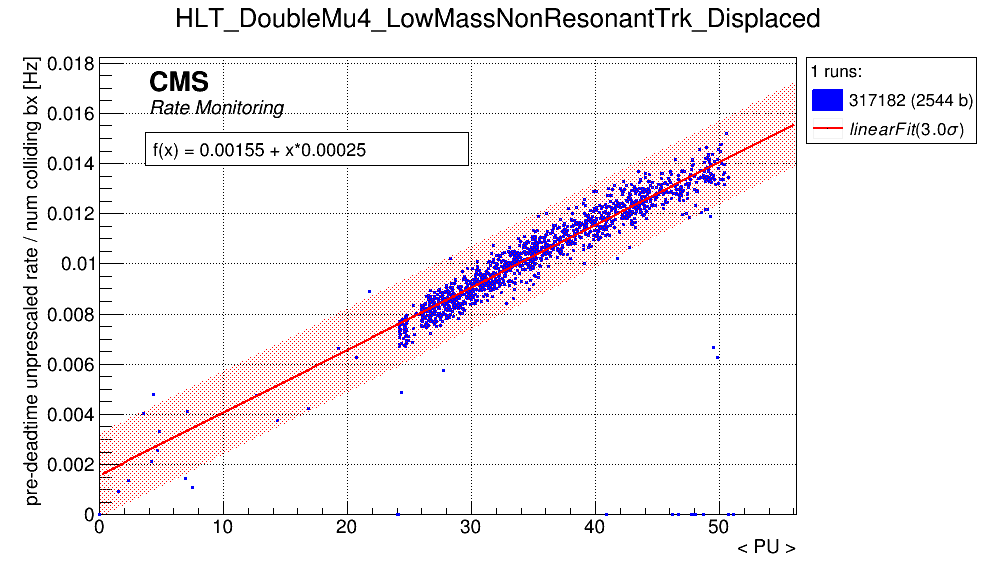 HLT_DoubleMu4_LowMassNonResonantTrk_Displaced
pre-deadtime unprescaled rate / num colliding bx [Hz]
0.018
0.016
0.014
0.012
0.01
0.008
0.006
0.004
0.002
0
CMS
Rate Monitoring
f(x) = 0.00155 + x*0.00025
1 runs:
317182 (2544 b)
linearFit(3.0σ)
0 10 20 30 40 50
< PU >